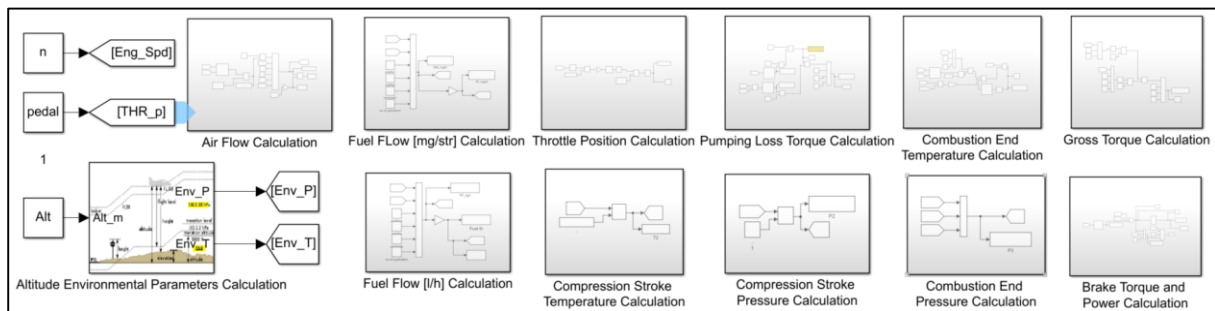 n
[Eng_Spd]
pedal
[THR_p]
Air Flow Calculation
Fuel FLow [mg/str] Calculation
Throttle Position Calculation
Pumping Loss Torque Calculation
Combustion End
Temperature Calculation
Gross Torque Calculation
1
Alt
Alt_m
Env_P
Env_T
[Env_P]
[Env_T]
Altitude Environmental Parameters Calculation
Fuel Flow [l/h] Calculation
Compression Stroke
Temperature Calculation
P2
Compression Stroke
Pressure Calculation
Combustion End
Pressure Calculation
Brake Torque and
Power Calculation